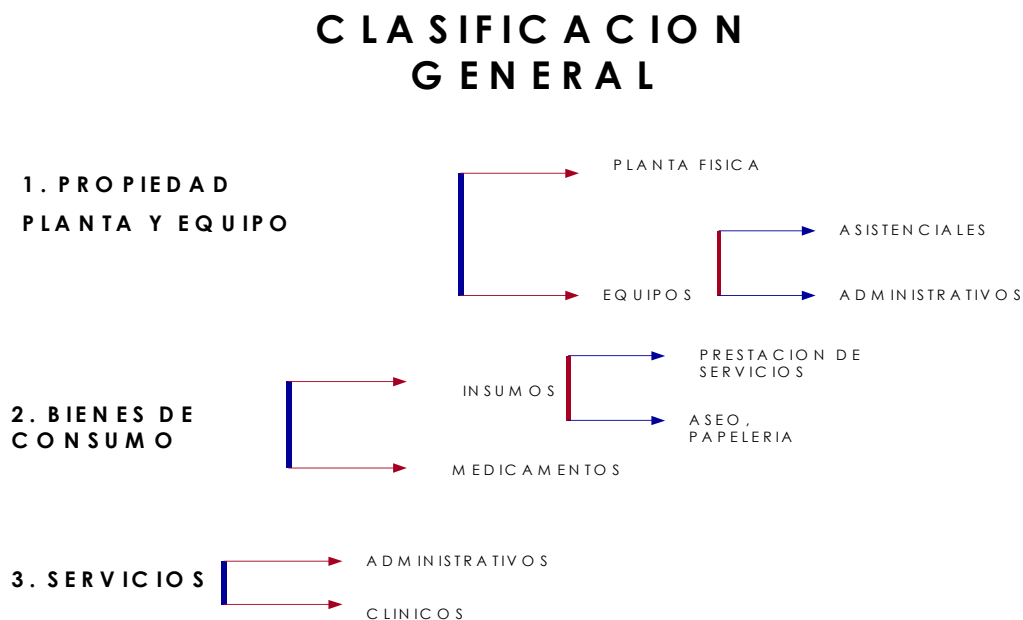 CLASIFICACION
GENERAL
1. PROPIEDAD
PLANTA Y EQUIPO
PLANTA FISICA
EQUIPOS
ASISTENCIALES
ADMINISTRATIVOS
2. BIENES DE
CONSUMO
INSUMOS
PRESTACION DE
SERVICIOS
ASEO,
PAPELERIA
MEDICAMENTOS
3. SERVICIOS
ADMINISTRATIVOS
CLINICOS